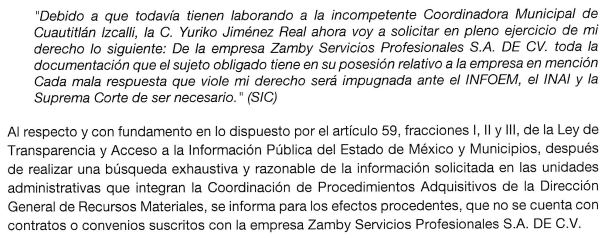 "Debido a que todavía tienen laborando a la incompetente Coordinadora Municipal de
Cuautitlán Izcalli, la C. Yuriko Jiménez Real ahora voy a solicitar en pleno ejercicio de mi
derecho lo siguiente: De la empresa Zamby Servicios Profesionales S.A. DE CV. toda la
documentación que el sujeto obligado tiene en su posesión relativo a la empresa en mención
Cada mala respuesta que viole mi derecho será impugnada ante el INFOEM, el INAI y la
Suprema Corte de ser necesario." (SIC)
Al respecto y con fundamento en lo dispuesto por el artículo 59, fracciones I, II y III, de la Ley de
Transparencia y Acceso a la Información Pública del Estado de México y Municipios, después
de realizar una búsqueda exhaustiva y razonable de la información solicitada en las unidades
administrativas que integran la Coordinación de Procedimientos Adquisitivos de la Dirección
General de Recursos Materiales, se informa para los efectos procedentes, que no se cuenta con
contratos o convenios suscritos con la empresa Zamby Servicios Profesionales S.A. DE C.V.